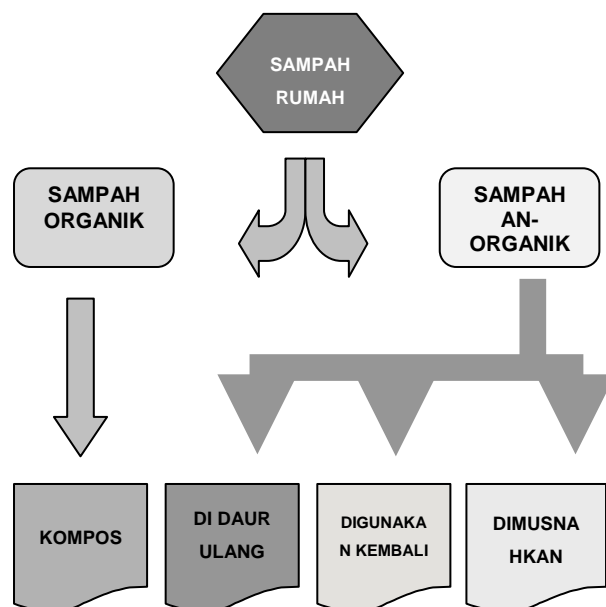 SAMPAH
RUMAH
SAMPAH
ORGANIK
SAMPAH
AN-
ORGANIK
KOMPOS
DI DAUR
ULANG
DIGUNAKA
N KEMBALI
DIMUSNA
HKAN